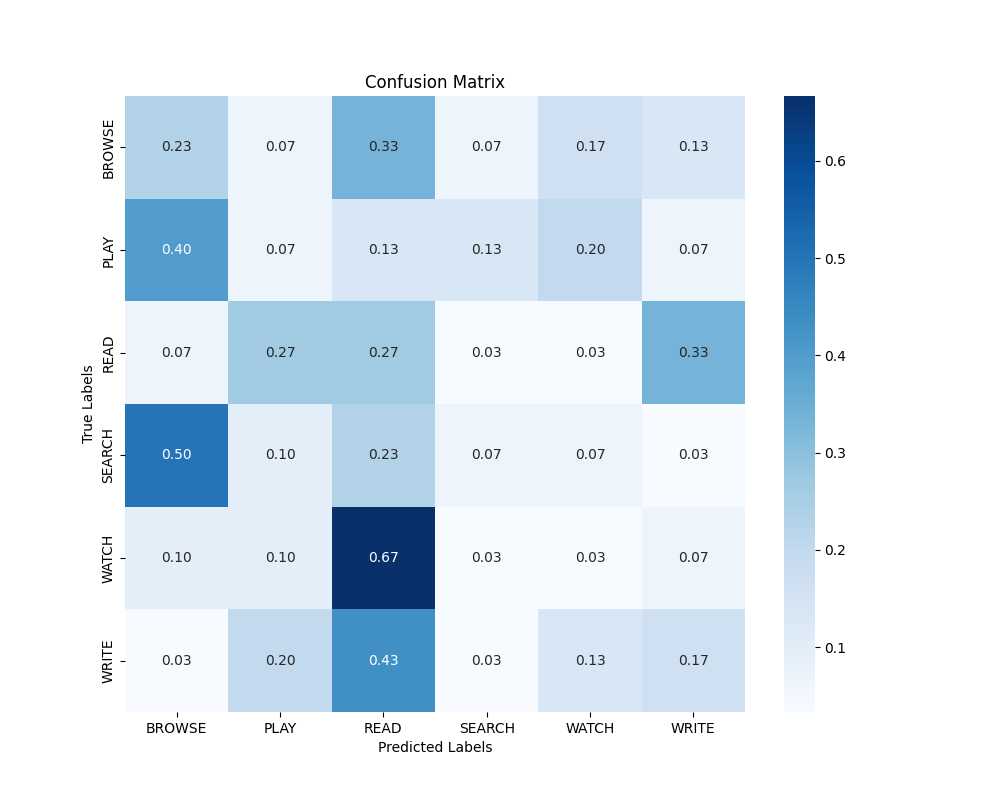 Confusion Matrix
BROWSE 0.23 0.07 0.33 0.07 0.17 0.13
PLAY 0.40 0.07 0.13 0.13 0.20 0.07
READ 0.07 0.27 0.27 0.03 0.03 0.33
SEARCH 0.50 0.10 0.23 0.07 0.07 0.03
WATCH 0.10 0.10 0.67 0.03 0.03 0.07
WRITE 0.03 0.20 0.43 0.03 0.13 0.17
BROWSE PLAY READ SEARCH WATCH WRITE
Predicted Labels
True Labels
0.6
0.5
0.4
0.3
0.2
0.1